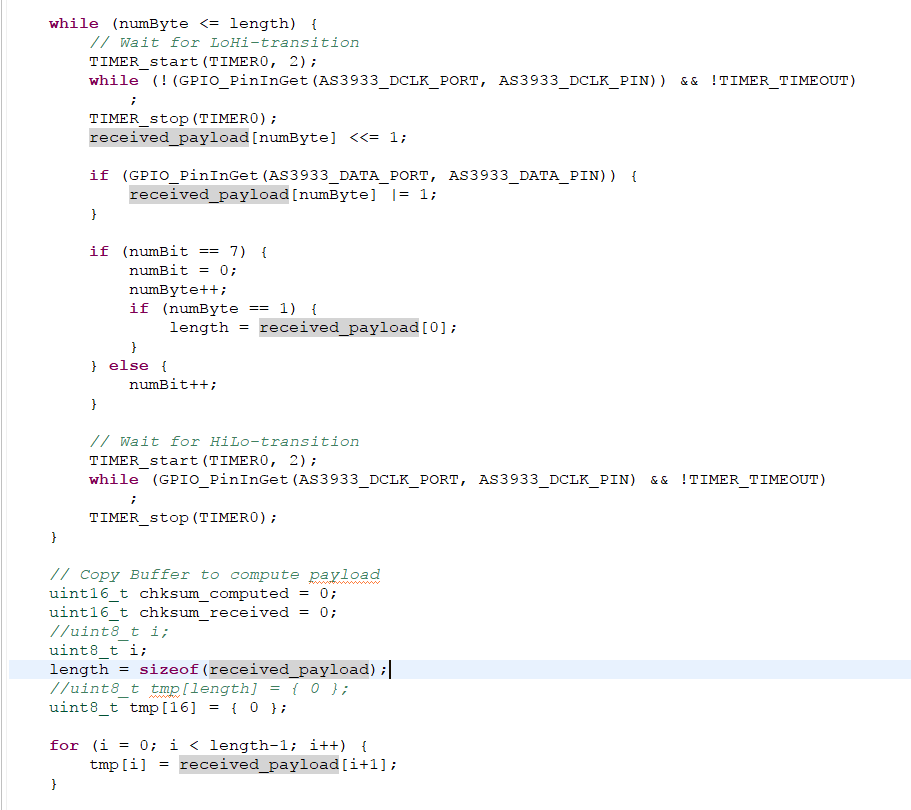 while (numByte <= length) {
// Wait for LoHi-transition
TIMER_start(TIMER0, 2);
while (!(GPIO_PinInGet(AS3933_DCLK_PORT, AS3933_DCLK_PIN)) && !TIMER_TIMEOUT)
;
TIMER_stop(TIMER0);
received_payload[numByte] <<= 1;
if (GPIO_PinInGet(AS3933_DATA_PORT, AS3933_DATA_PIN)) {
received_payload[numByte] |= 1;
}
if (numBit == 7) {
numBit = 0;
numByte++;
if (numByte == 1) {
length = received_payload[0];
}
} else {
numBit++;
}
// Wait for HiLo-transition
TIMER_start(TIMER0, 2);
while (GPIO_PinInGet(AS3933_DCLK_PORT, AS3933_DCLK_PIN) && !TIMER_TIMEOUT)
;
TIMER_stop(TIMER0);
}
// Copy Buffer to compute payload
uint16_t chksum_computed = 0;
uint16_t chksum_received = 0;
//uint8_t i;
uint8_t i;
length = sizeof(received_payload);
//uint8_t tmp[length] = { 0 };
uint8_t tmp[16] = { 0 };
for (i = 0; i < length-1; i++) {
tmp[i] = received_payload[i+1];
}